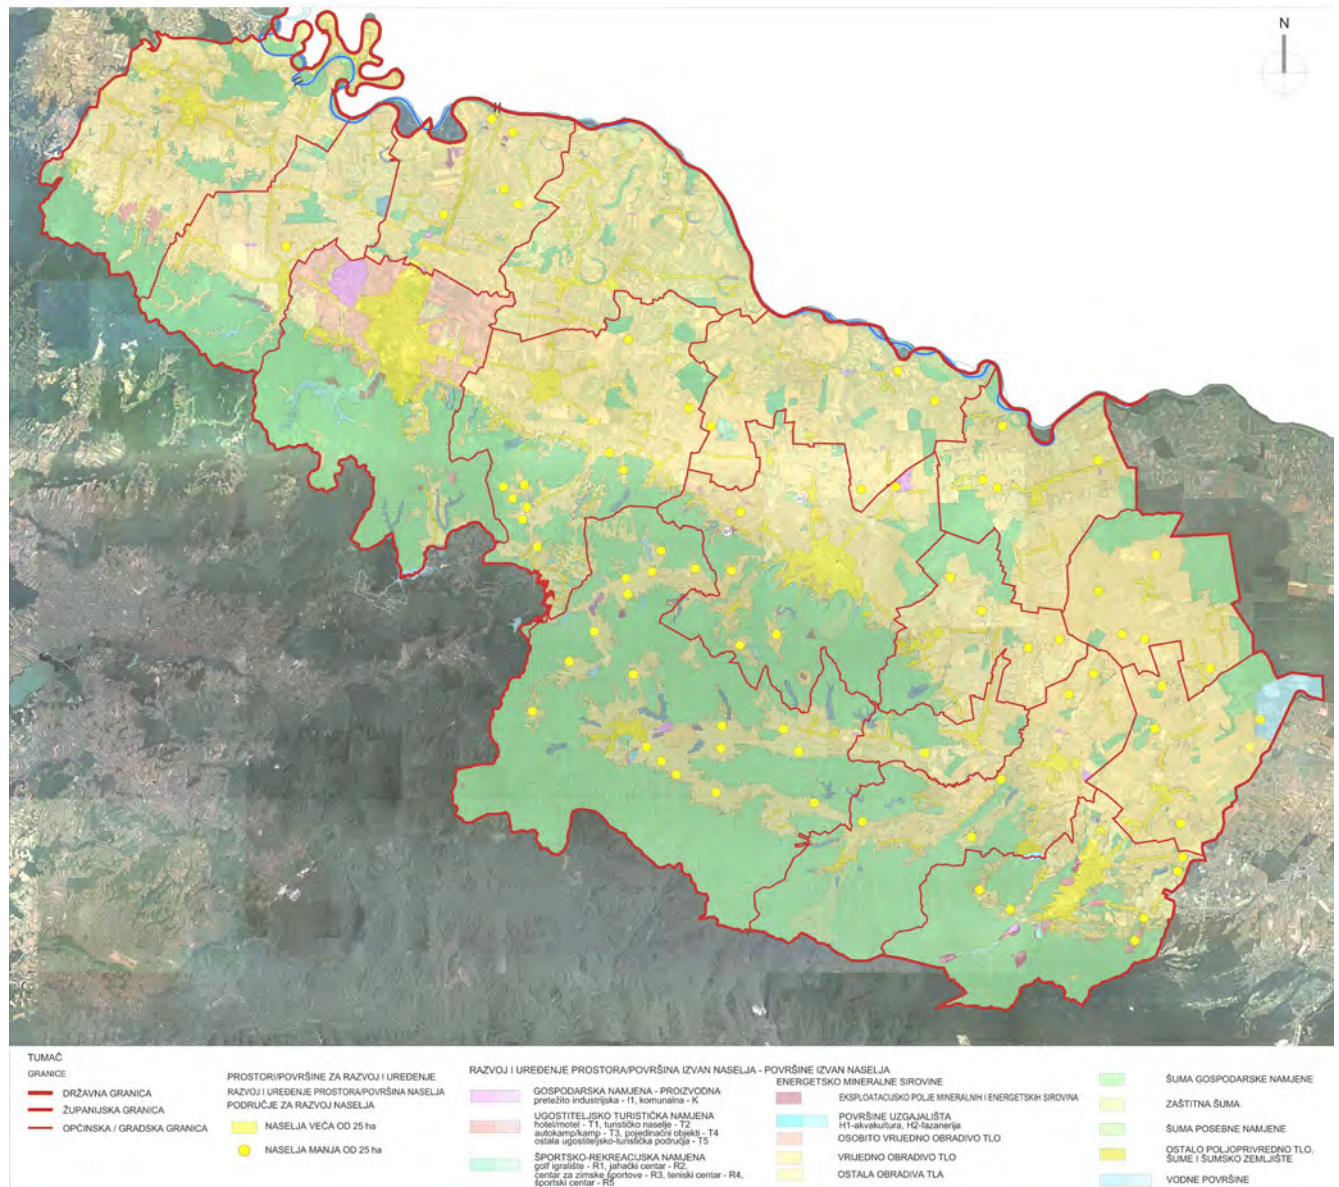 N
TUMAČ
GRANICE
DRŽAVNA GRANICA
ŽUPANIJSKA GRANICA
OPĆINSKA / GRADSKA GRANICA
PROSTORI/POVRŠINE ZA RAZVOJ I UREĐENJE
RAZVOJ I UREĐENJE PROSTORA/POVRŠINA NASELJA
PODRUČJE ZA RAZVOJ NASELJA
NASELJA VEĆA OD 25 ha
NASELJA MANJA OD 25 ha
RAZVOJ I UREĐENJE PROSTORA/POVRŠINA IZVAN NASELJA - POVRŠINE IZVAN NASELJA
GOSPODARSKA NAMJENA - PROIZVODNA
pretežito industrijska - I1, komunalna - K
UGOSTITELJSKO TURISTIČKA NAMJENA
hotel/motel - T1, turističko naselje - T2
autokamp/kamp - T3, pojedinačni objekti - T4
ostala ugostiteljsko-turistička područja - T5
ŠPORTSKO-REKREACIJSKA NAMJENA
golf igralište - R1, jahački centar - R2,
centar za zimske športove - R3, teniski centar - R4,
športski centar - R5
ENERGETSKO MINERALNE SIROVINE
EKSPLOATACIJSKO POLJE MINERALNIH I ENERGETSKIH SIROVINA
POVRŠINE UZGAJALIŠTA
H1-akvakultura, H2-fazanerija
OSOBITO VRIJEDNO OBRADIVO TLO
VRIJEDNO OBRADIVO TLO
OSTALA OBRADIVA TLA
ŠUMA GOSPODARSKE NAMJENE
ZAŠTITNA ŠUMA
ŠUMA POSEBNE NAMJENE
OSTALO POLJOPRIVREDNO TLO,
ŠUME I ŠUMSKO ZEMLJIŠTE
VODNE POVRŠINE